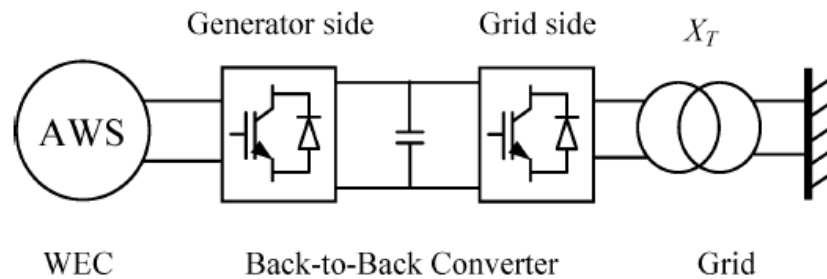 Generator side Grid side X_T
AWS
WEC Back-to-Back Converter Grid